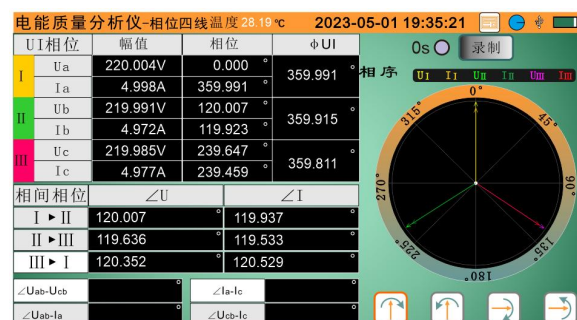 电能质量分析仪-相位四线温度 28.19 ℃ 2023-05-01 19:35:21
UI相位 幅值 相位 φUI
0s 录制
I Ua 220.004V 0.000 ° 359.991 °
Ia 4.998A 359.991 °
相序 UI II UII III UIII IIII
II Ub 219.991V 120.007 ° 359.915 °
Ib 4.972A 119.923 °
III Uc 219.985V 239.647 ° 359.811 °
Ic 4.977A 239.459 °
0° 45° 90° 135° 180° 225° 270° 315°
相间相位 ∠U ∠I
I ► II 120.007 ° 119.937 °
II ► III 119.636 ° 119.533 °
III ► I 120.352 ° 120.529 °
∠Uab-Ucb ° ∠Ia-Ic °
∠Uab-Ia ° ∠Ucb-Ic °